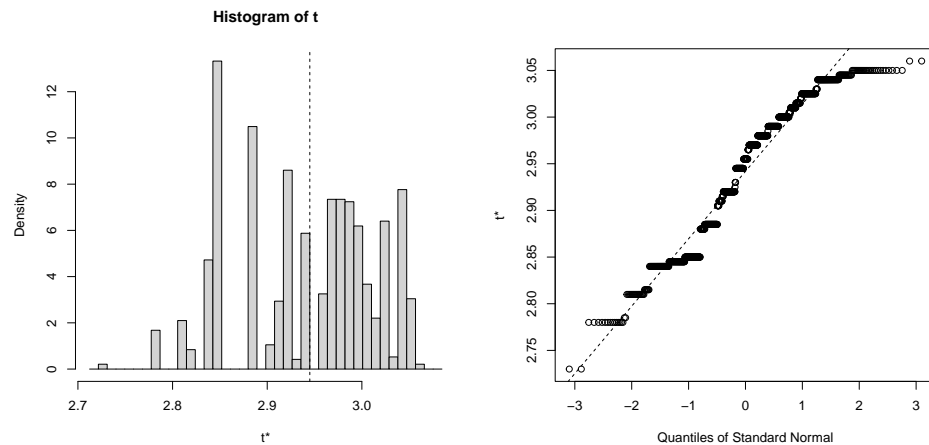 Histogram of t
Density
0 2 4 6 8 10 12
2.7 2.8 2.9 3.0
t*
t*
2.75 2.80 2.85 2.90 2.95 3.00 3.05
−3 −2 −1 0 1 2 3
Quantiles of Standard Normal